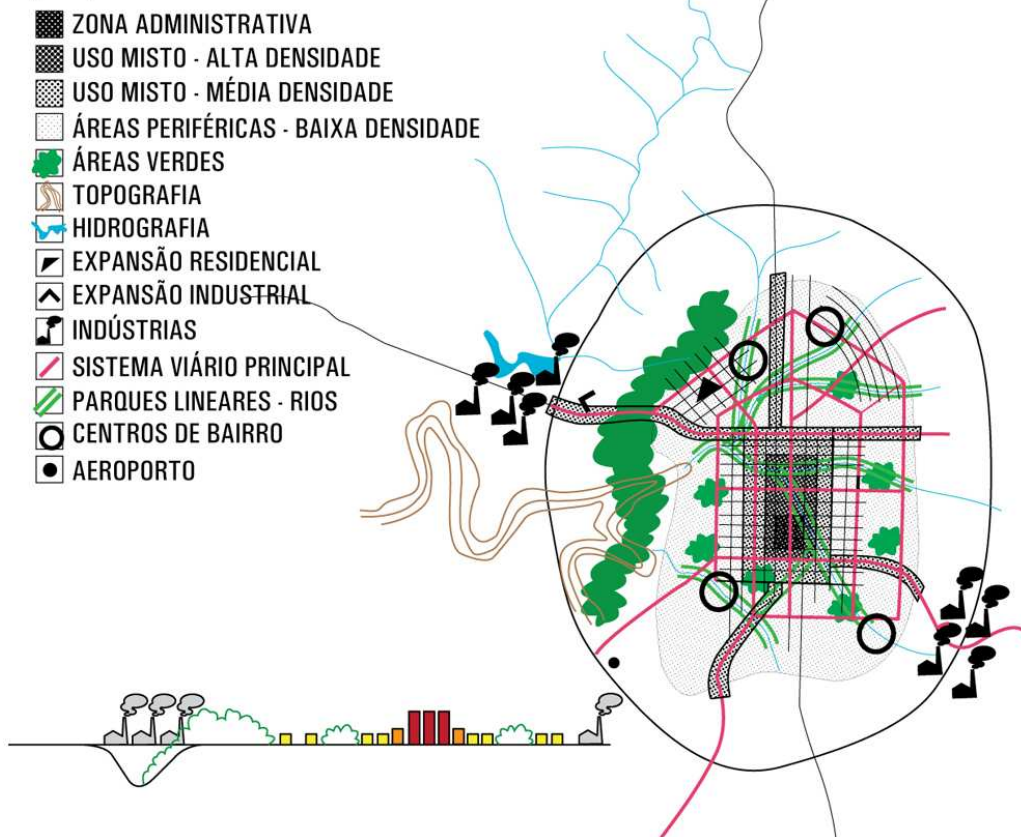 ZONA ADMINISTRATIVA
USO MISTO - ALTA DENSIDADE
USO MISTO - MÉDIA DENSIDADE
ÁREAS PERIFÉRICAS - BAIXA DENSIDADE
ÁREAS VERDES
TOPOGRAFIA
HIDROGRAFIA
EXPANSÃO RESIDENCIAL
EXPANSÃO INDUSTRIAL
INDÚSTRIAS
SISTEMA VIÁRIO PRINCIPAL
PARQUES LINEARES - RIOS
CENTROS DE BAIRRO
AEROPORTO